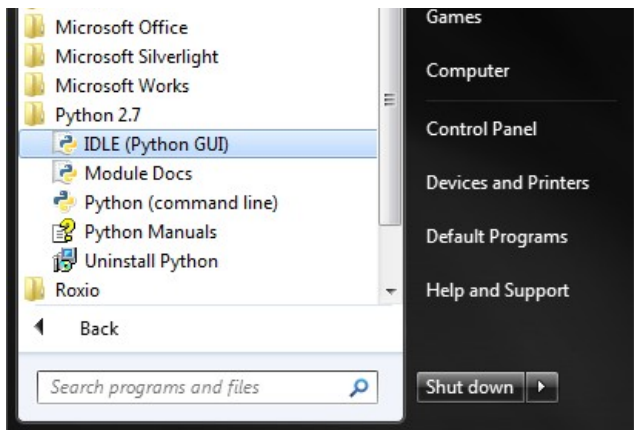 Microsoft Office
Microsoft Silverlight
Microsoft Works
Python 2.7
IDLE (Python GUI)
Module Docs
Python (command line)
Python Manuals
Uninstall Python
Roxio
Back
Search programs and files
Games
Computer
Control Panel
Devices and Printers
Default Programs
Help and Support
Shut down